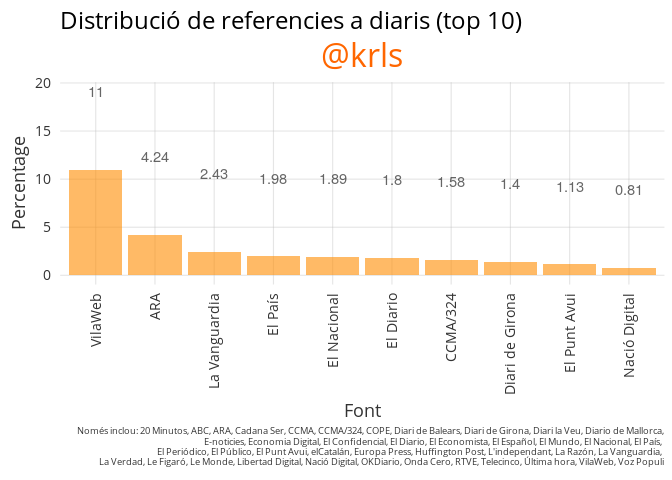 Distribució de referencies a diaris (top 10)
@krls
Percentage
20
15
10
5
0
11
4.24
2.43
1.98
1.89
1.8
1.58
1.4
1.13
0.81
VilaWeb
ARA
La Vanguardia
El País
El Nacional
El Diario
CCMA/324
Diari de Girona
El Punt Avui
Nació Digital
Font
Només inclou: 20 Minutos, ABC, ARA, Cadana Ser, CCMA, CCMA/324, COPE, Diari de Balears, Diari de Girona, Diari la Veu, Diario de Mallorca,
E-noticies, Economia Digital, El Confidencial, El Diario, El Economista, El Español, El Mundo, El Nacional, El País,
El Periódico, El Público, El Punt Avui, elCatalán, Europa Press, Huffington Post, L'independant, La Razón, La Vanguardia,
La Verdad, Le Figaró, Le Monde, Libertad Digital, Nació Digital, OKDiario, Onda Cero, RTVE, Telecinco, Última hora, VilaWeb, Voz Populi